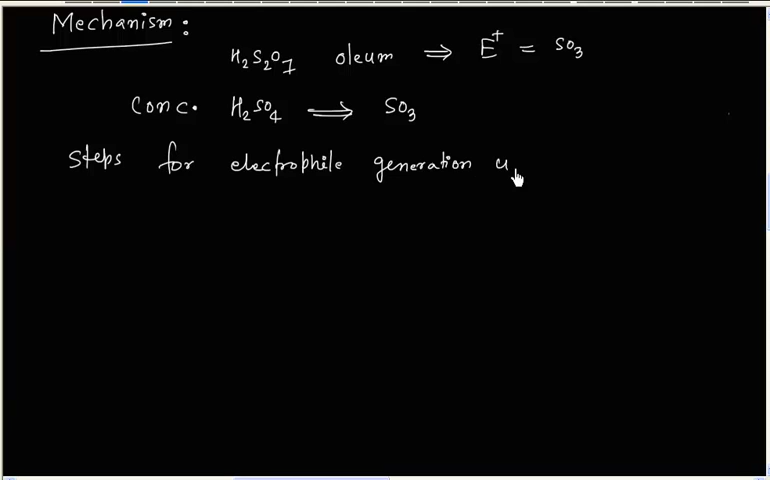 Mechanism :
H₂S₂O₇ oleum ⇒ E⁺ = SO₃
Conc. H₂SO₄ ⟹ SO₃
Steps for electrophile generation u